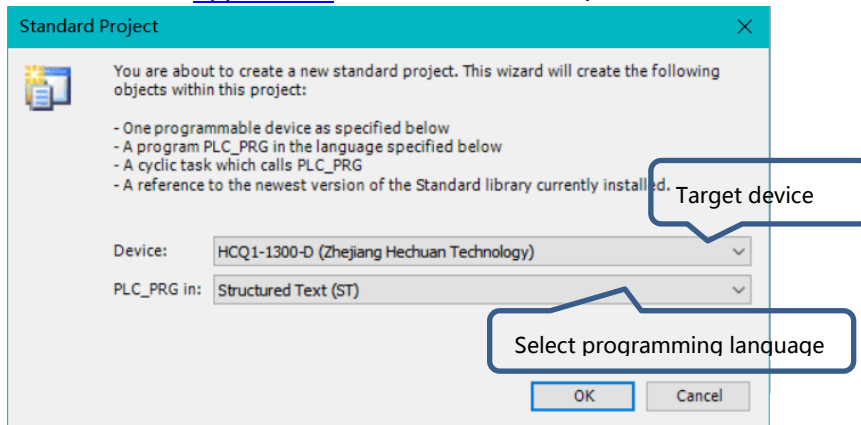 Standard Project
You are about to create a new standard project. This wizard will create the following
objects within this project:
- One programmable device as specified below
- A program PLC_PRG in the language specified below
- A cyclic task which calls PLC_PRG
- A reference to the newest version of the Standard library currently installed.
Target device
Device: HCQ1-1300-D (Zhejiang Hechuan Technology)
PLC_PRG in: Structured Text (ST)
Select programming language
OK Cancel